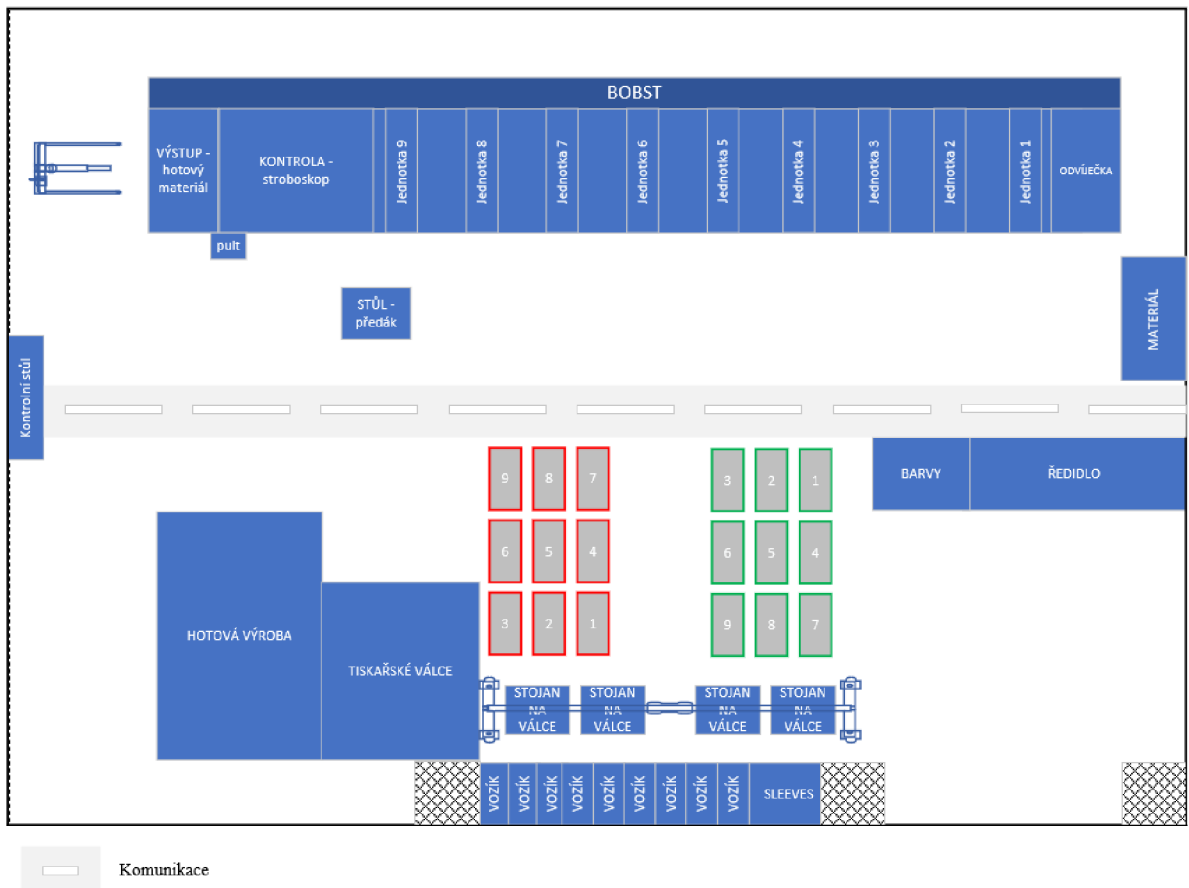 BOBST
VÝSTUP -
hotový
materiál
KONTROLA -
stroboskop
Jednotka 9
Jednotka 8
Jednotka 7
Jednotka 6
Jednotka 5
Jednotka 4
Jednotka 3
Jednotka 2
Jednotka 1
ODVÍJEČKA
pult
STŮL -
předák
MATERIÁL
Kontrolní stůl
9 8 7
3 2 1
BARVY
ŘEDIDLO
6 5 4
6 5 4
3 2 1
9 8 7
HOTOVÁ VÝROBA
TISKAŘSKÉ VÁLCE
STOJAN
NA
VÁLCE
STOJAN
NA
VÁLCE
STOJAN
NA
VÁLCE
STOJAN
NA
VÁLCE
VOZÍK
VOZÍK
VOZÍK
VOZÍK
VOZÍK
VOZÍK
VOZÍK
VOZÍK
VOZÍK
SLEEVES
Komunikace